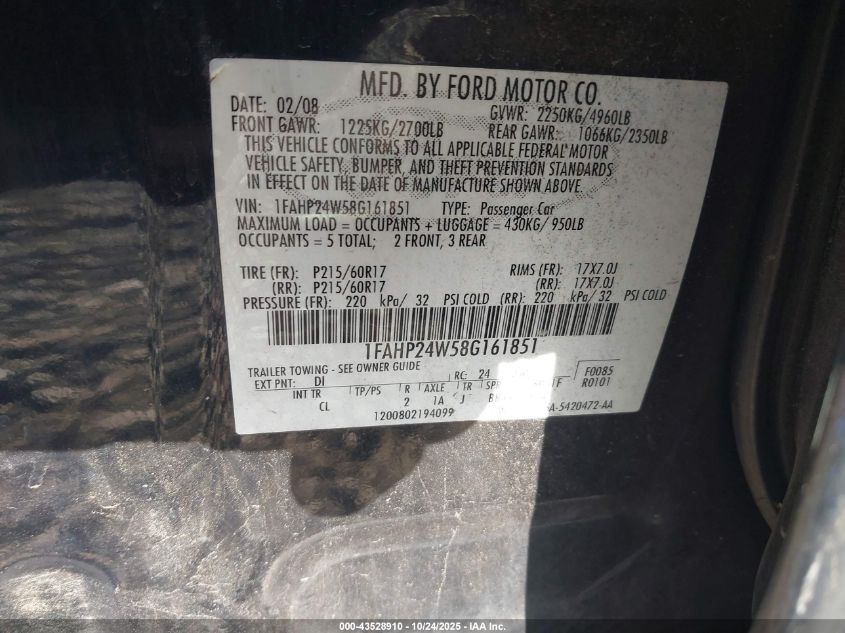 MFD. BY FORD MOTOR CO.
DATE: 02/08 GVWR: 2250KG/4960LB
FRONT GAWR: 1225KG/2700LB REAR GAWR: 1066KG/2350LB
THIS VEHICLE CONFORMS TO ALL APPLICABLE FEDERAL MOTOR
VEHICLE SAFETY, BUMPER, AND THEFT PREVENTION STANDARDS
IN EFFECT ON THE DATE OF MANUFACTURE SHOWN ABOVE.
VIN: 1FAHP24W58G161851 TYPE: Passenger Car
MAXIMUM LOAD = OCCUPANTS + LUGGAGE = 430KG/ 950LB
OCCUPANTS = 5 TOTAL; 2 FRONT, 3 REAR
TIRE (FR): P215/60R17 RIMS (FR): 17X7.0J
(RR): P215/60R17 (RR): 17X7.0J
PRESSURE (FR): 220 kPa/ 32 PSI COLD (RR): 220 kPa/ 32 PSI COLD
1FAHP24W58G161851
TRAILER TOWING - SEE OWNER GUIDE
EXT PNT: DI RC: 24 F0085
INT TR TP/PS R AXLE TR SPR R0101
CL 2 1A J
1200802194099 A-5420472-AA
000-43528910 - 10/24/2025 - Copyright © IAA, Inc.